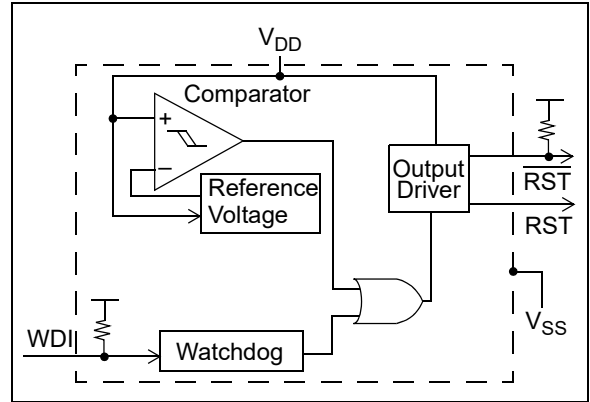 VDD
Comparator
+
−
Reference
Voltage
Output
Driver
RST
RST
VSS
WDI
Watchdog